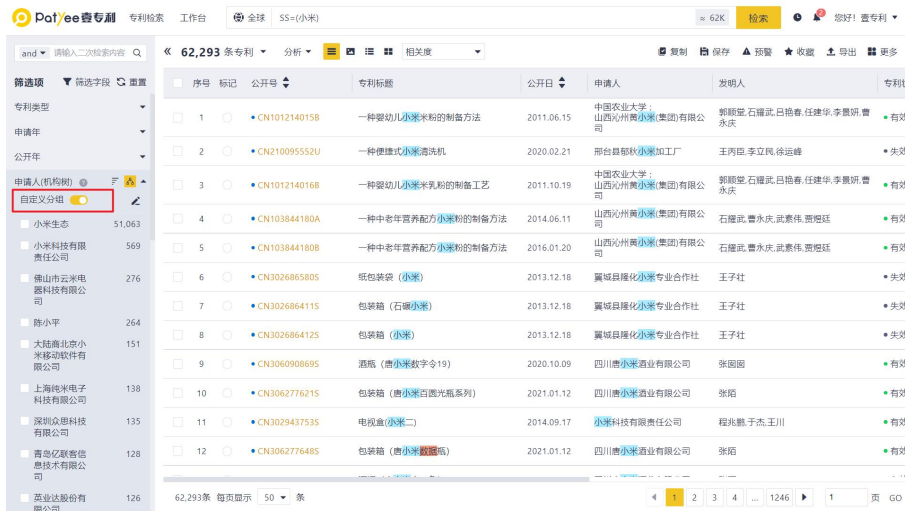 PatYee壹专利 专利检索 工作台 全球 SS=(小米) ≈ 62K 检索 您好！壹专利
and 请输入二次检索内容
62,293 条专利 分析 相关度 复制 保存 预警 收藏 导出 更多
筛选项 筛选字段 重置
序号 标记 公开号 专利标题 公开日 申请人 发明人
专利类型
申请年
公开年
申请人(机构树)
自定义分组
小米生态 51,063
小米科技有限责任公司 569
佛山市云米电器科技有限公司 276
陈小平 264
大陆商北京小米移动软件有限公司 151
上海纯米电子科技有限公司 138
深圳众思科技有限公司 135
青岛亿联客信息技术有限公司 128
英业达股份有限公司 126
1 CN101214015B 一种婴幼儿小米米粉的制备方法 2011.06.15 中国农业大学; 山西沁州黄小米(集团)有限公司 郭顺堂,石耀武,吕艳春,任建华,李景妍,曹永庆 有效
2 CN210095552U 一种便捷式小米清洗机 2020.02.21 邢台县郁秋小米加工厂 王丙臣,李立民,徐运峰
3 CN101214016B 一种婴幼儿小米乳粉的制备工艺 2011.10.19 中国农业大学; 山西沁州黄小米(集团)有限公司 郭顺堂,石耀武,吕艳春,任建华,李景妍,曹永庆 有效
4 CN103844180A 一种中老年营养配方小米粉的制备方法 2014.06.11 山西沁州黄小米(集团)有限公司 石耀武,曹永庆,武素伟,贾煜廷 有效
5 CN103844180B 一种中老年营养配方小米粉的制备方法 2016.01.20 山西沁州黄小米(集团)有限公司 石耀武,曹永庆,武素伟,贾煜廷 有效
6 CN302686580S 纸包装袋（小米） 2013.12.18 翼城县隆化小米专业合作社 王子壮
7 CN302686411S 包装箱（石碾小米） 2013.12.18 翼城县隆化小米专业合作社 王子壮
8 CN302686412S 包装箱（小米） 2013.12.18 翼城县隆化小米专业合作社 王子壮
9 CN306090869S 酒瓶（唐小米数字令19） 2020.10.09 四川唐小米酒业有限公司 张囡囡 有效
10 CN306277621S 包装箱（唐小米百圆光瓶系列） 2021.01.12 四川唐小米酒业有限公司 张陌 有效
11 CN302943753S 电视盒(小米二) 2014.09.17 小米科技有限责任公司 程兆鹏,于杰,王川 有效
12 CN306277648S 包装箱（唐小米数据瓶） 2021.01.12 四川唐小米酒业有限公司 张陌 有效
62,293条 每页显示 50 条 1 2 3 4 ... 1246 1 页 GO